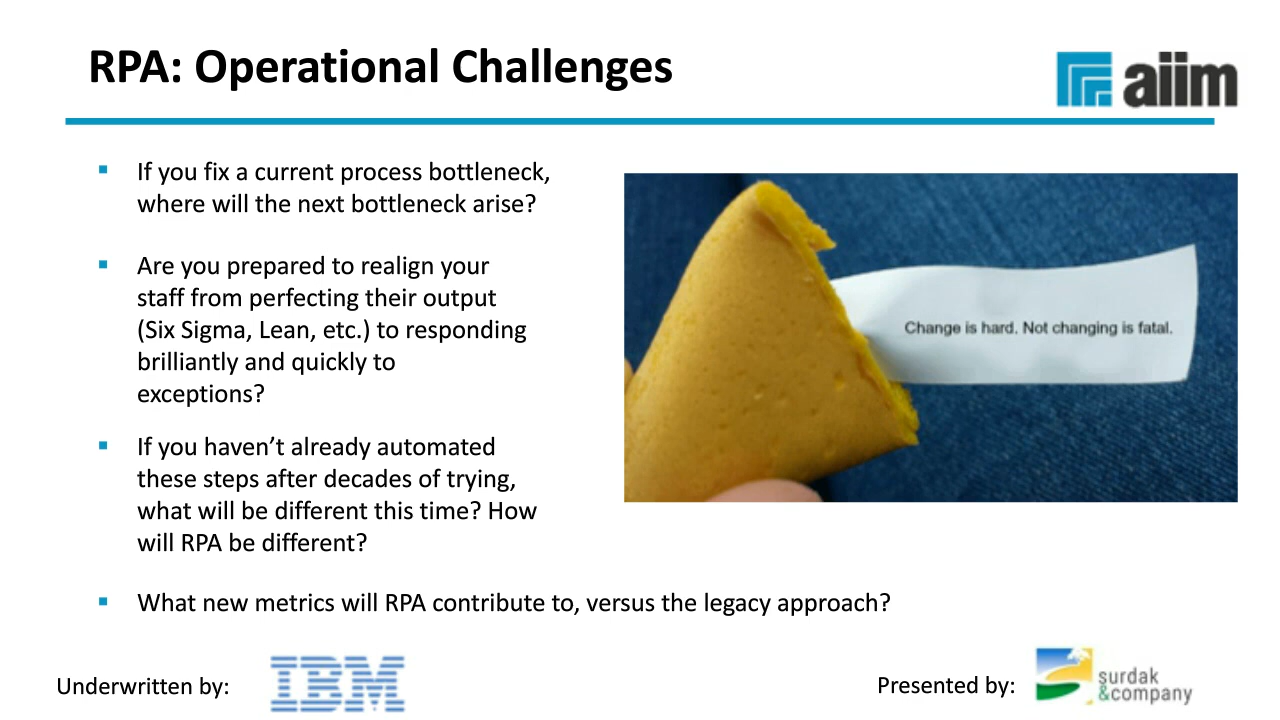 RPA: Operational Challenges
aiim
If you fix a current process bottleneck,
where will the next bottleneck arise?
Are you prepared to realign your
staff from perfecting their output
(Six Sigma, Lean, etc.) to responding
brilliantly and quickly to
exceptions?
If you haven’t already automated
these steps after decades of trying,
what will be different this time? How
will RPA be different?
What new metrics will RPA contribute to, versus the legacy approach?
Change is hard. Not changing is fatal.
Underwritten by:
IBM
Presented by:
surdak
&company